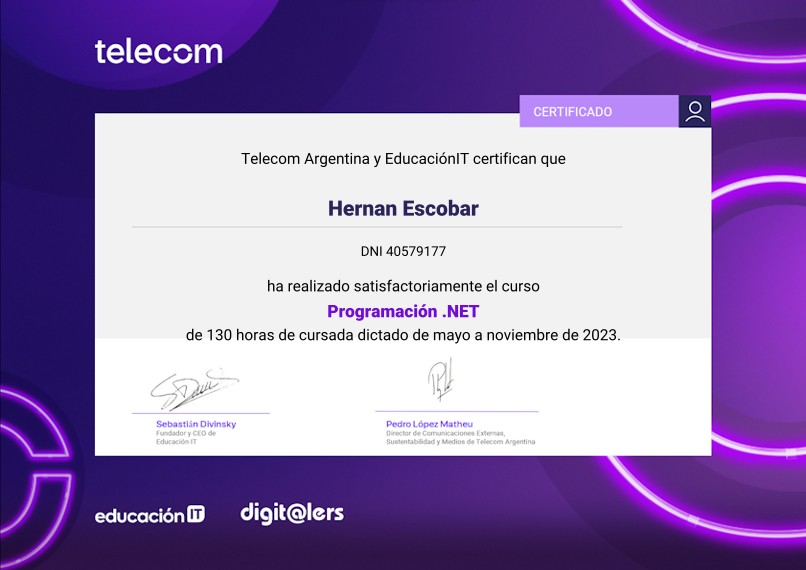 telecom
CERTIFICADO
Telecom Argentina y EducaciónIT certifican que
Hernan Escobar
DNI 40579177
ha realizado satisfactoriamente el curso
Programación .NET
de 130 horas de cursada dictado de mayo a noviembre de 2023.
Sebastián Divinsky
Fundador y CEO de
Educación IT
Pedro López Matheu
Director de Comunicaciones Externas,
Sustentabilidad y Medios de Telecom Argentina
educación IT
digit@lers